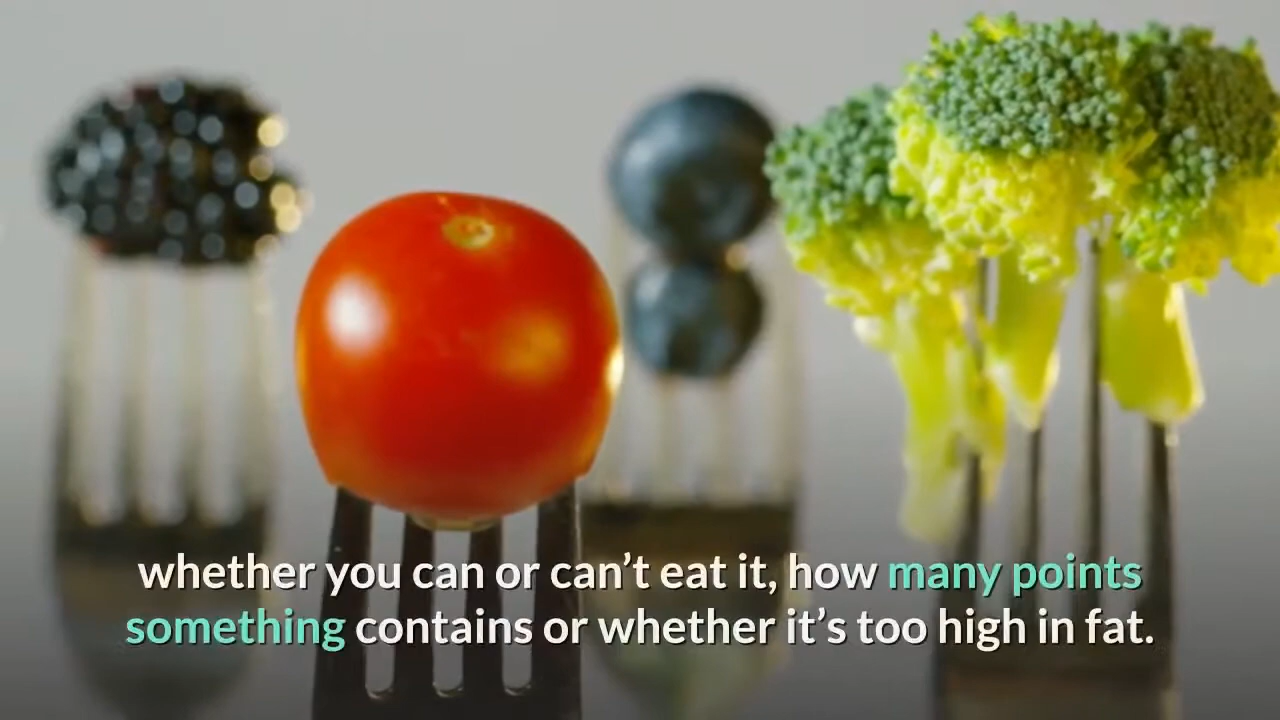 whether you can or can’t eat it, how many points
something contains or whether it’s too high in fat.